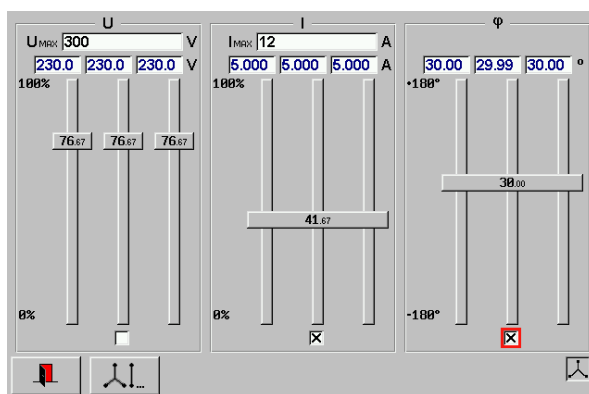 U I φ
UMAX 300 V IMAX 12 A
230.0 230.0 230.0 V 5.000 5.000 5.000 A 30.00 29.99 30.00 °
100% 100% +180°
76.67 76.67 76.67
30.00
41.67
0% 0% -180°
...